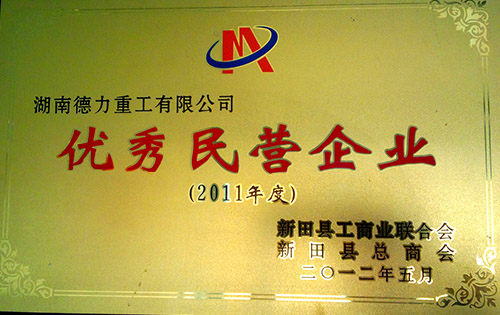 湖南德力重工有限公司
优秀民营企业
(2011年度)
新田县工商业联合会
新田县总商会
二〇一二年五月